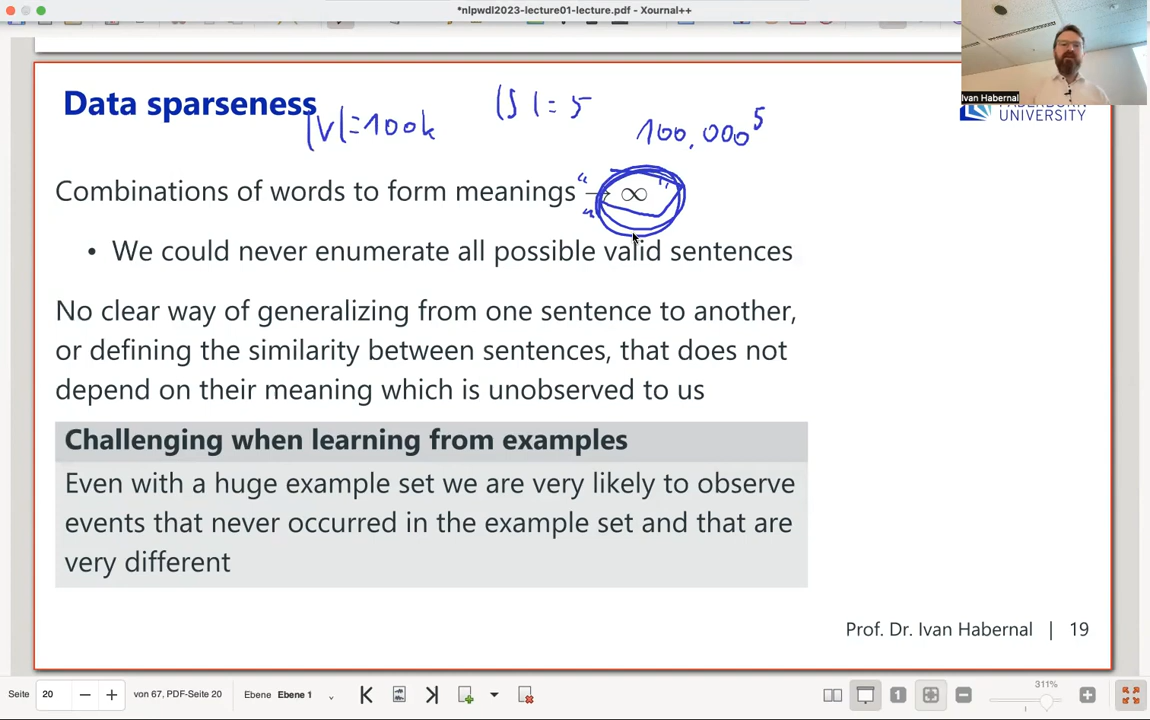 *nlpwdl2023-lecture01-lecture.pdf - Xournal++
Ivan Habernal
UNIVERSITY
Data sparseness
|V|=100k
|S|=5
100,000⁵
Combinations of words to form meanings → ∞
• We could never enumerate all possible valid sentences
No clear way of generalizing from one sentence to another,
or defining the similarity between sentences, that does not
depend on their meaning which is unobserved to us
Challenging when learning from examples
Even with a huge example set we are very likely to observe
events that never occurred in the example set and that are
very different
Prof. Dr. Ivan Habernal | 19
311%
Seite 20 von 67, PDF-Seite 20 Ebene Ebene 1